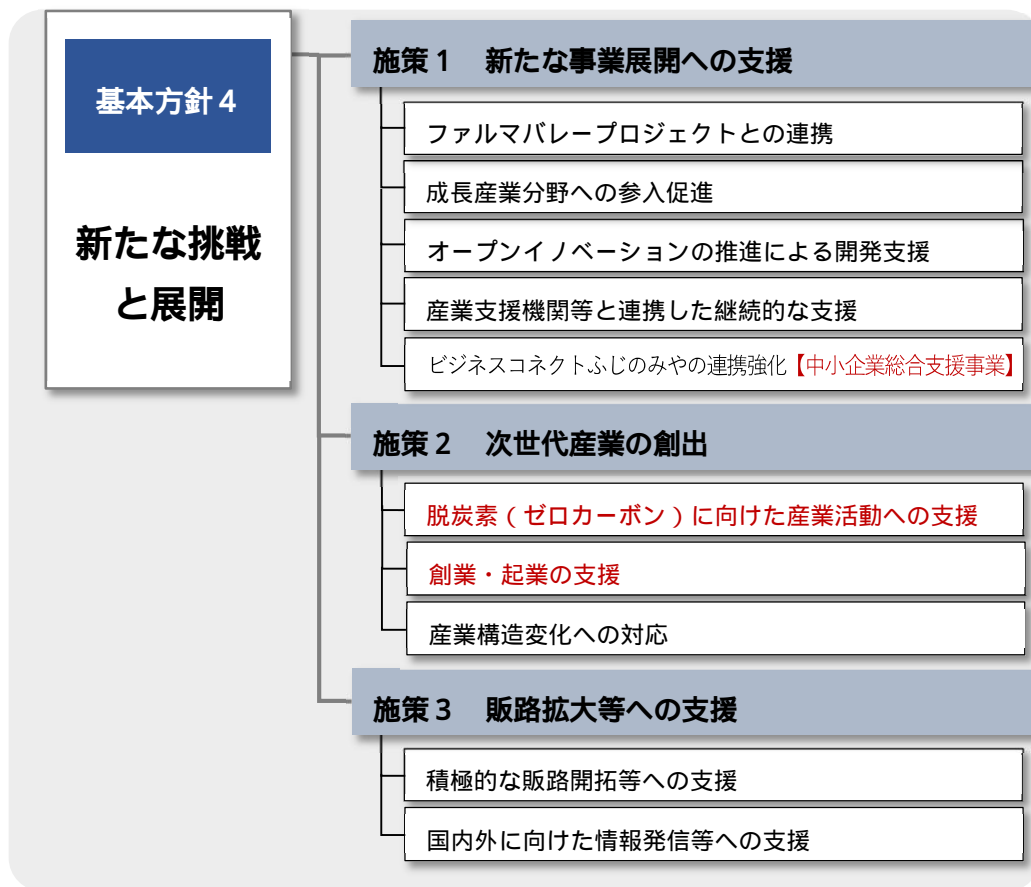 基本方針４
新たな挑戦
と展開
施策１　新たな事業展開への支援
ファルマバレープロジェクトとの連携
成長産業分野への参入促進
オープンイノベーションの推進による開発支援
産業支援機関等と連携した継続的な支援
ビジネスコネクトふじのみやの連携強化【中小企業総合支援事業】
施策２　次世代産業の創出
脱炭素（ゼロカーボン）に向けた産業活動への支援
創業・起業の支援
産業構造変化への対応
施策３　販路拡大等への支援
積極的な販路開拓等への支援
国内外に向けた情報発信等への支援